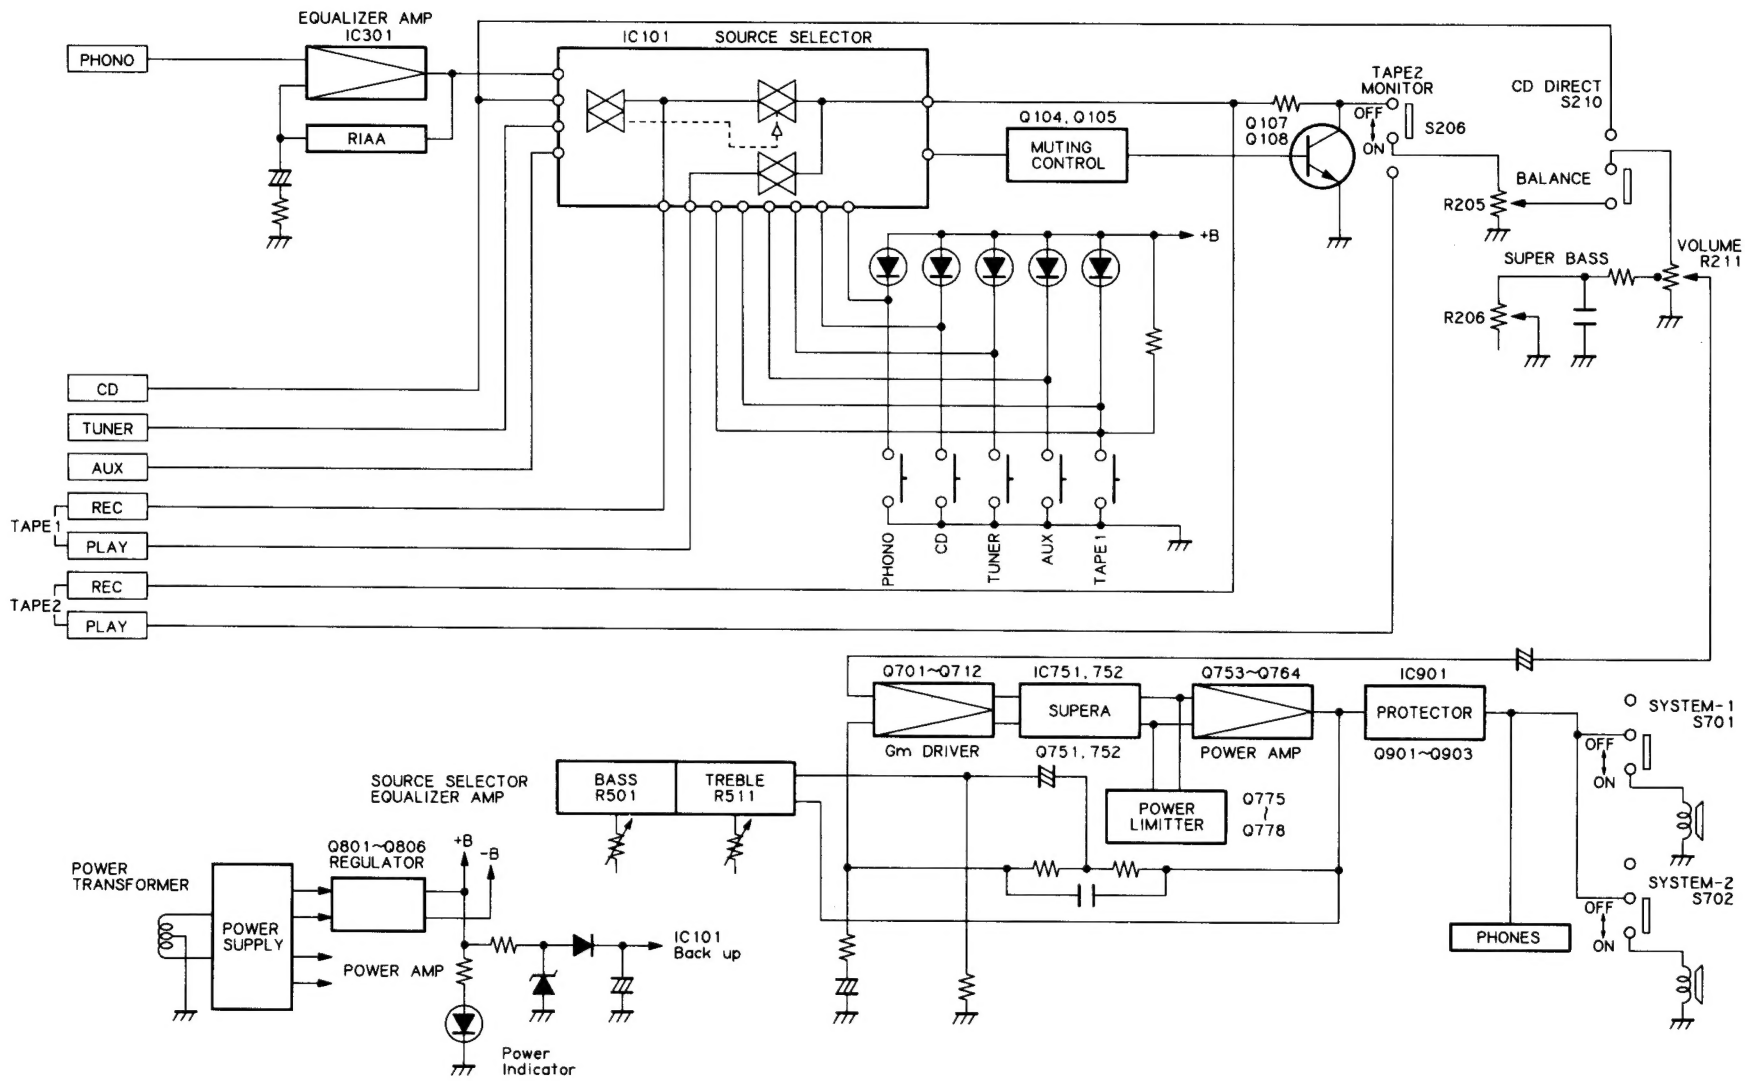 EQUALIZER AMP
IC301
PHONO
RIAA
IC101 SOURCE SELECTOR
TAPE2
MONITOR
OFF
ON
S206
CD DIRECT
S210
Q104, Q105
MUTING
CONTROL
Q107
Q108
BALANCE
R205
+B
SUPER BASS
VOLUME
R211
R206
CD
TUNER
AUX
TAPE1
REC
PLAY
TAPE2
REC
PLAY
PHONO
CD
TUNER
AUX
TAPE1
Q701~Q712
Gm DRIVER
IC751, 752
SUPERA
Q751, 752
Q753~Q764
POWER AMP
IC901
PROTECTOR
Q901~Q903
SYSTEM-1
S701
OFF
ON
SOURCE SELECTOR
EQUALIZER AMP
BASS
R501
TREBLE
R511
POWER
LIMITTER
Q775
~
Q778
SYSTEM-2
S702
OFF
ON
PHONES
POWER
TRANSFORMER
POWER
SUPPLY
Q801~Q806
REGULATOR
+B
-B
POWER AMP
IC101
Back up
Power
Indicator